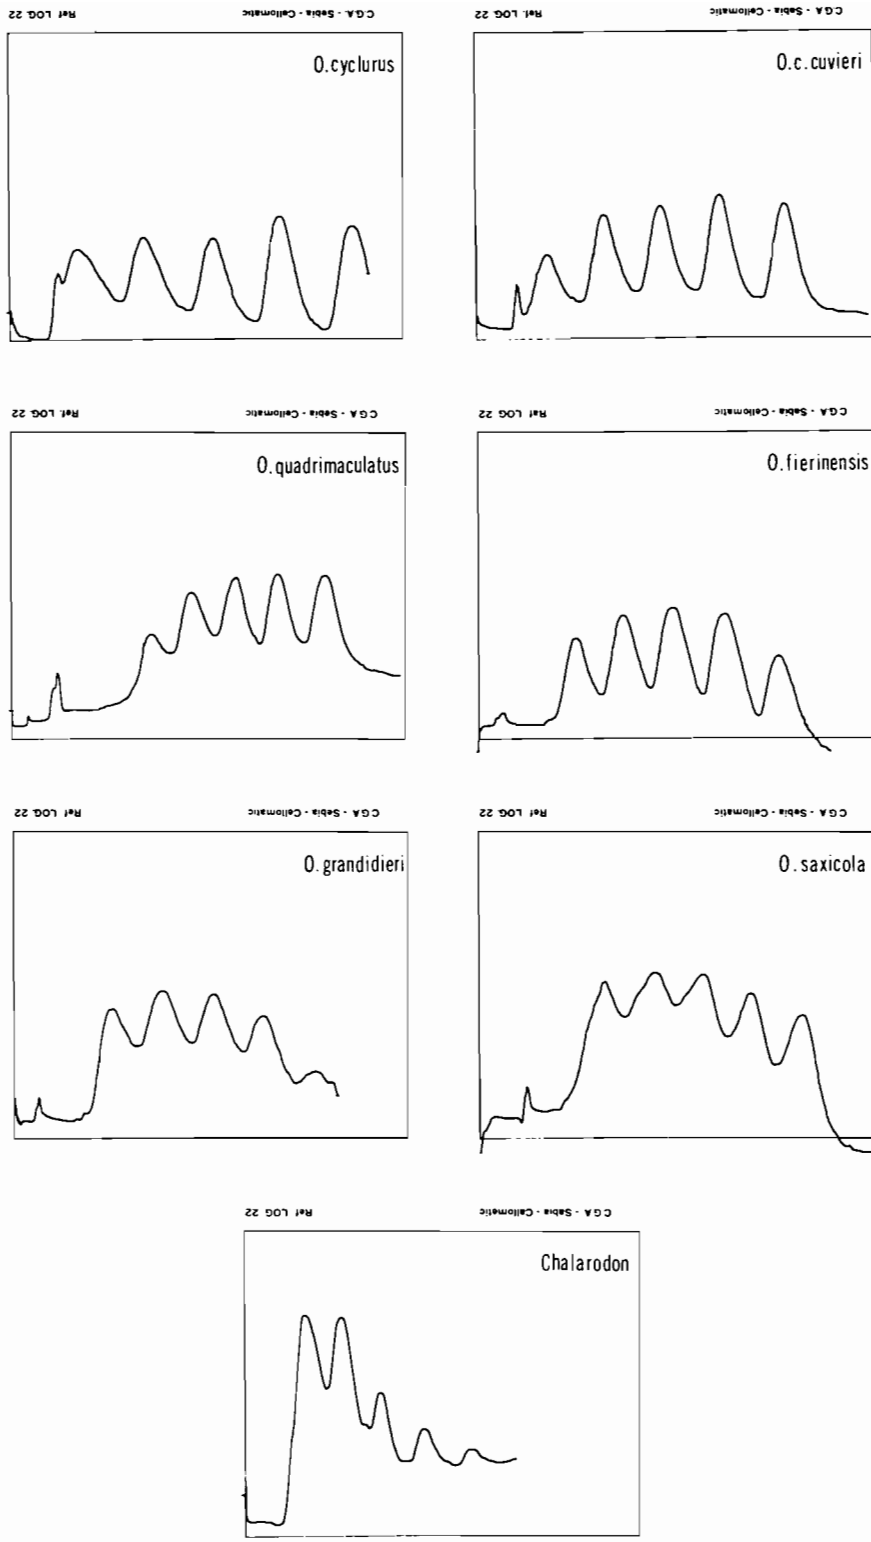 Ref LOG 22 C.G.A. - Sebia - Cellomatic
O.cyclurus
Ref. LOG 22 C.G.A. - Sebia - Cellomatic
O.c.cuvieri
Ref. LOG 22 C.G.A - Sebia - Cellomatic
O.quadrimaculatus
Ref LOG 22 C.G.A - Sebia - Cellomatic
O.fierinensis
Ref LOG 22 C.G.A - Sebia - Cellomatic
O.grandidieri
Ref LOG 22 C.G.A - Sebia - Cellomatic
O.saxicola
Ref LOG 22 C.G.A - Sebia - Cellomatic
Chalarodon